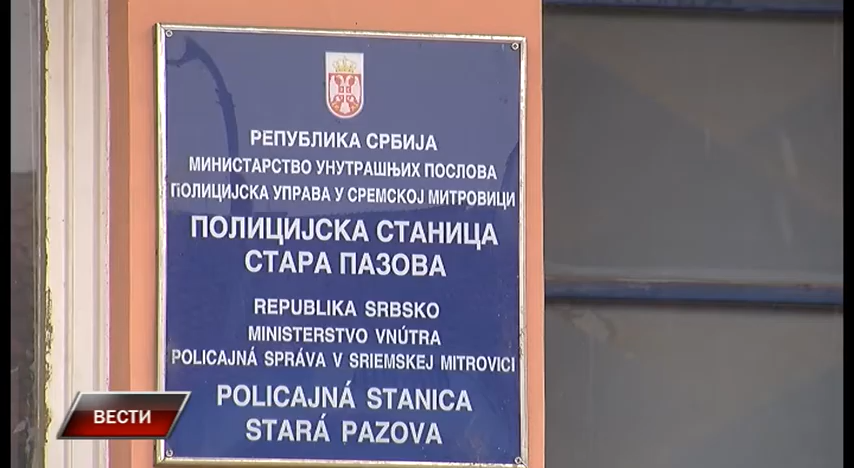 РЕПУБЛИКА СРБИЈА
МИНИСТАРСТВО УНУТРАШЊИХ ПОСЛОВА
ПОЛИЦИЈСКА УПРАВА У СРЕМСКОЈ МИТРОВИЦИ
ПОЛИЦИЈСКА СТАНИЦА
СТАРА ПАЗОВА
REPUBLIKA SRBSKO
MINISTERSTVO VNÚTRA
POLICAJNÁ SPRÁVA V SRIEMSKEJ MITROVICI
POLICAJNÁ STANICA
STARÁ PAZOVA
ВЕСТИ